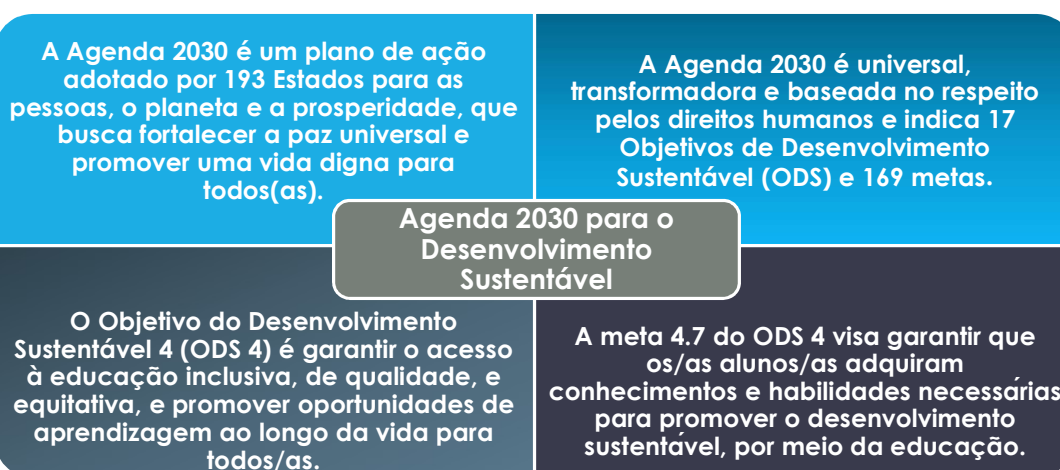 A Agenda 2030 é um plano de ação
adotado por 193 Estados para as
pessoas, o planeta e a prosperidade, que
busca fortalecer a paz universal e
promover uma vida digna para
todos(as).
A Agenda 2030 é universal,
transformadora e baseada no respeito
pelos direitos humanos e indica 17
Objetivos de Desenvolvimento
Sustentável (ODS) e 169 metas.
Agenda 2030 para o
Desenvolvimento
Sustentável
O Objetivo do Desenvolvimento
Sustentável 4 (ODS 4) é garantir o acesso
à educação inclusiva, de qualidade, e
equitativa, e promover oportunidades de
aprendizagem ao longo da vida para
todos/as.
A meta 4.7 do ODS 4 visa garantir que
os/as alunos/as adquiram
conhecimentos e habilidades necessárias
para promover o desenvolvimento
sustentável, por meio da educação.